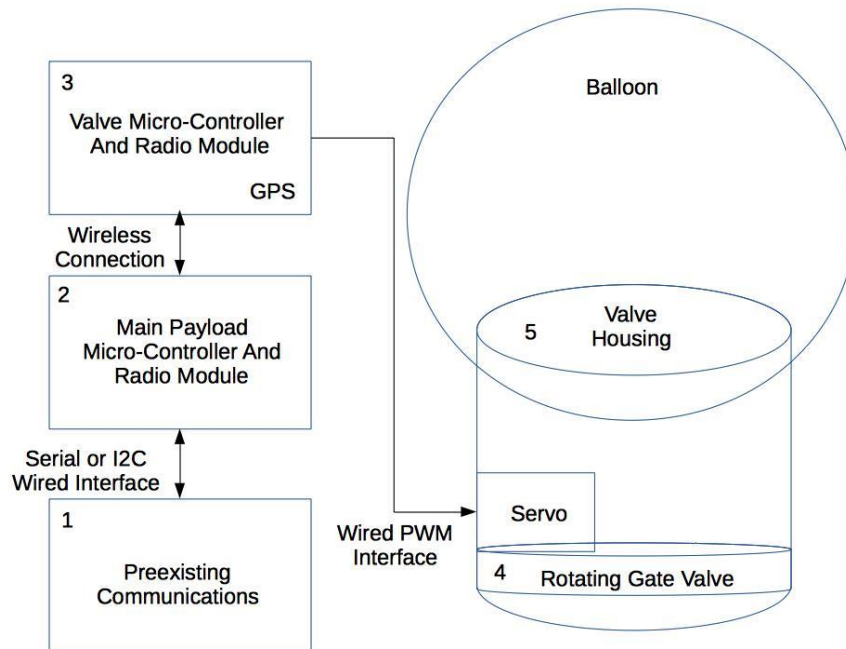 3
Valve Micro-Controller
And Radio Module
GPS
Wireless
Connection
2
Main Payload
Micro-Controller And
Radio Module
Serial or I2C
Wired Interface
1
Preexisting
Communications
Balloon
5
Valve
Housing
Servo
Wired PWM
Interface
4
Rotating Gate Valve